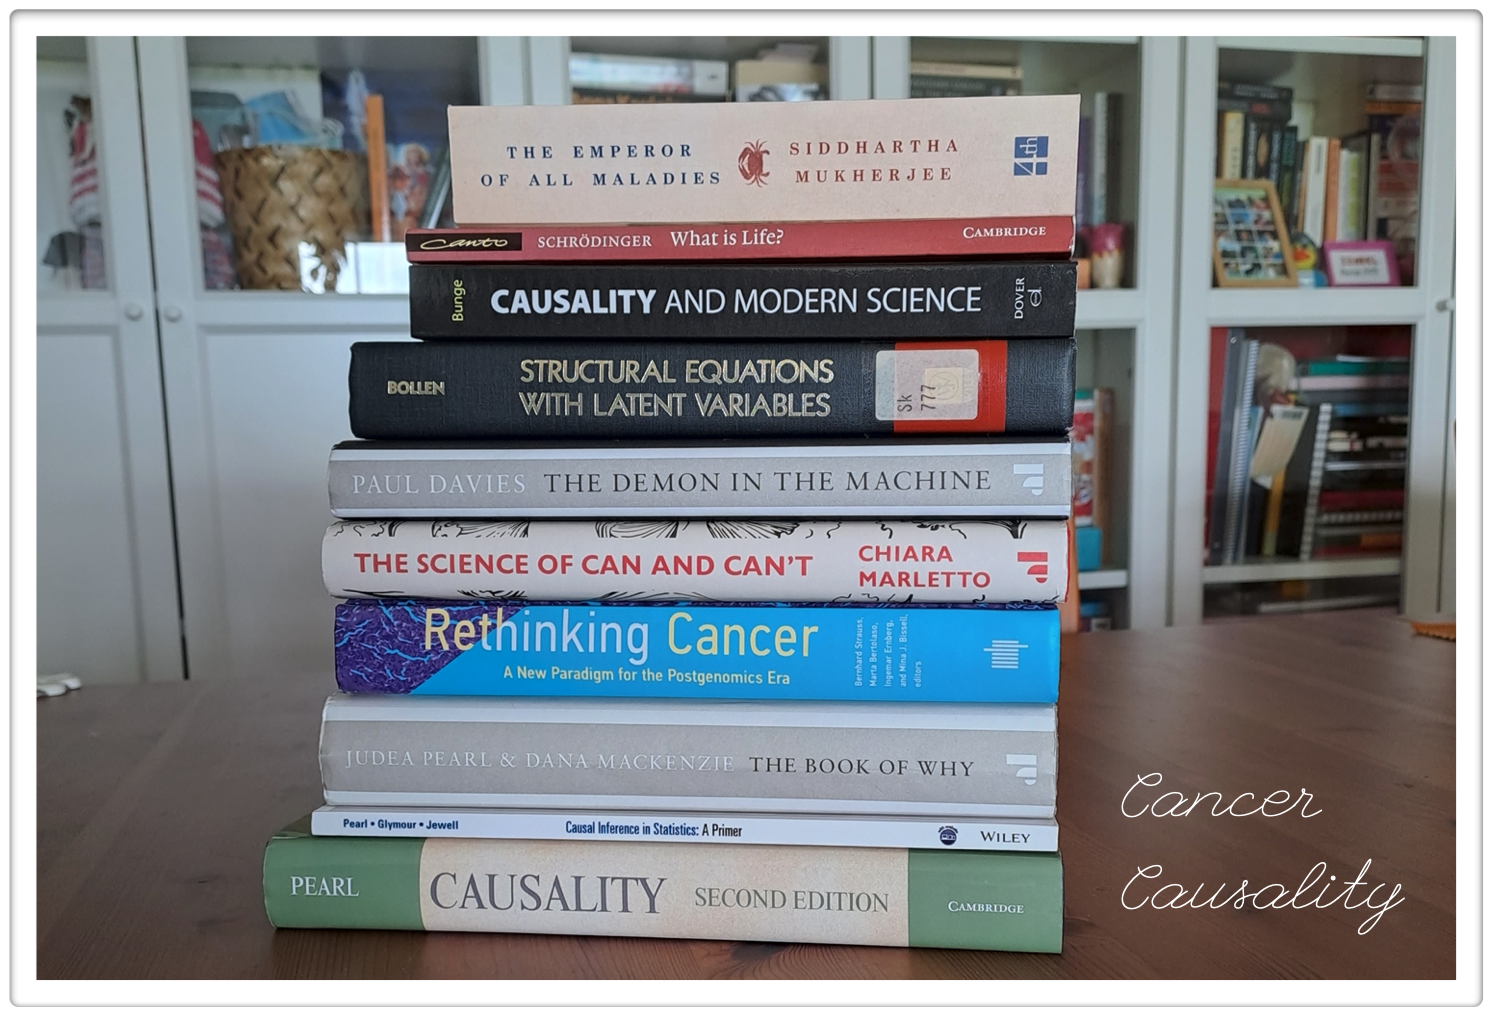 THE EMPEROR
OF ALL MALADIES
SIDDHARTHA
MUKHERJEE
4th
Canto SCHRÖDINGER What is Life? CAMBRIDGE
Bunge CAUSALITY AND MODERN SCIENCE DOVER
BOLLEN
STRUCTURAL EQUATIONS
WITH LATENT VARIABLES
Sk
777
PAUL DAVIES THE DEMON IN THE MACHINE
THE SCIENCE OF CAN AND CAN'T
CHIARA
MARLETTO
Rethinking Cancer
A New Paradigm for the Postgenomics Era
Bernhard Strauss,
Marta Bertolaso,
Ingemar Ernberg,
and Mina J. Bissell,
editors
JUDEA PEARL & DANA MACKENZIE THE BOOK OF WHY
Pearl • Glymour • Jewell Causal Inference in Statistics: A Primer WILEY
PEARL CAUSALITY SECOND EDITION CAMBRIDGE
Cancer
Causality